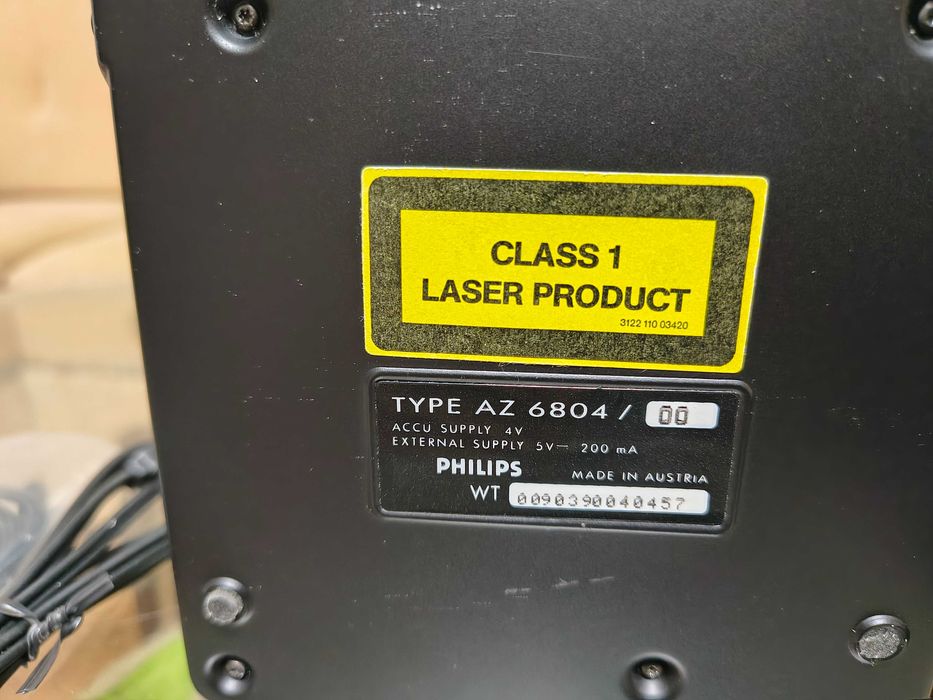 CLASS 1
LASER PRODUCT
3122 110 03420
TYPE AZ 6804 / 00
ACCU SUPPLY 4V
EXTERNAL SUPPLY 5V⎓ 200 mA
PHILIPS MADE IN AUSTRIA
WT 0090390040457